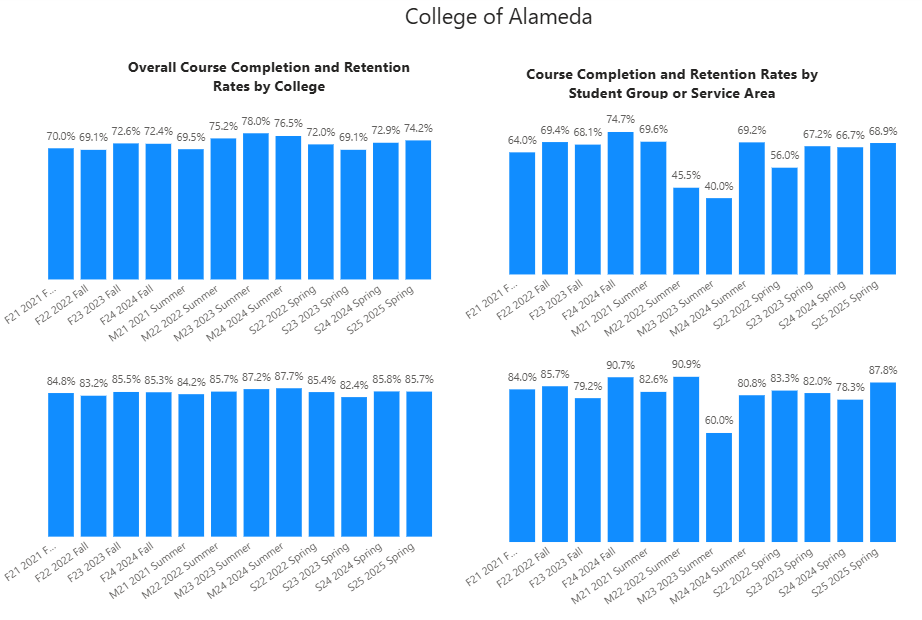 College of Alameda
Overall Course Completion and Retention
Rates by College
70.0% 69.1% 72.6% 72.4% 69.5% 75.2% 78.0% 76.5% 72.0% 69.1% 72.9% 74.2%
F21 2021 F... F22 2022 Fall F23 2023 Fall F24 2024 Fall M21 2021 Summer M22 2022 Summer M23 2023 Summer M24 2024 Summer S22 2022 Spring S23 2023 Spring S24 2024 Spring S25 2025 Spring
Course Completion and Retention Rates by
Student Group or Service Area
64.0% 69.4% 68.1% 74.7% 69.6% 45.5% 40.0% 69.2% 56.0% 67.2% 66.7% 68.9%
F21 2021 F... F22 2022 Fall F23 2023 Fall F24 2024 Fall M21 2021 Summer M22 2022 Summer M23 2023 Summer M24 2024 Summer S22 2022 Spring S23 2023 Spring S24 2024 Spring S25 2025 Spring
84.8% 83.2% 85.5% 85.3% 84.2% 85.7% 87.2% 87.7% 85.4% 82.4% 85.8% 85.7%
F21 2021 F... F22 2022 Fall F23 2023 Fall F24 2024 Fall M21 2021 Summer M22 2022 Summer M23 2023 Summer M24 2024 Summer S22 2022 Spring S23 2023 Spring S24 2024 Spring S25 2025 Spring
84.0% 85.7% 79.2% 90.7% 82.6% 90.9% 60.0% 80.8% 83.3% 82.0% 78.3% 87.8%
F21 2021 F... F22 2022 Fall F23 2023 Fall F24 2024 Fall M21 2021 Summer M22 2022 Summer M23 2023 Summer M24 2024 Summer S22 2022 Spring S23 2023 Spring S24 2024 Spring S25 2025 Spring